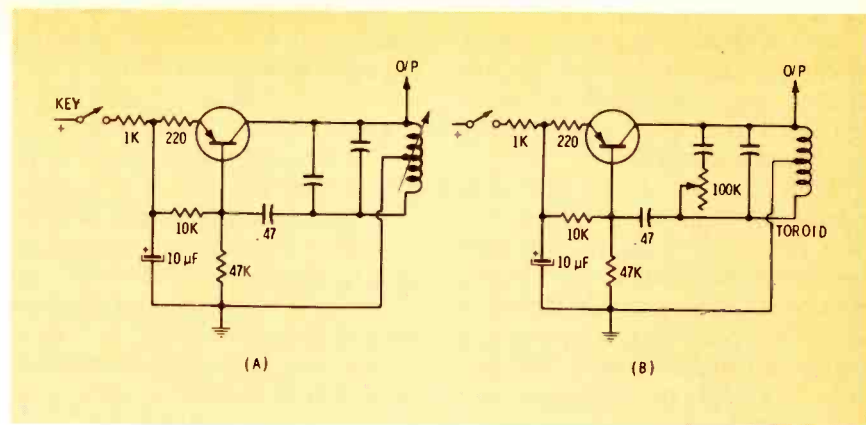 O/P
KEY
+
1K
220
10K
47
+
10 μF
47K
(A)
O/P
+
1K
220
100K
10K
47
TOROID
+
10 μF
47K
(B)